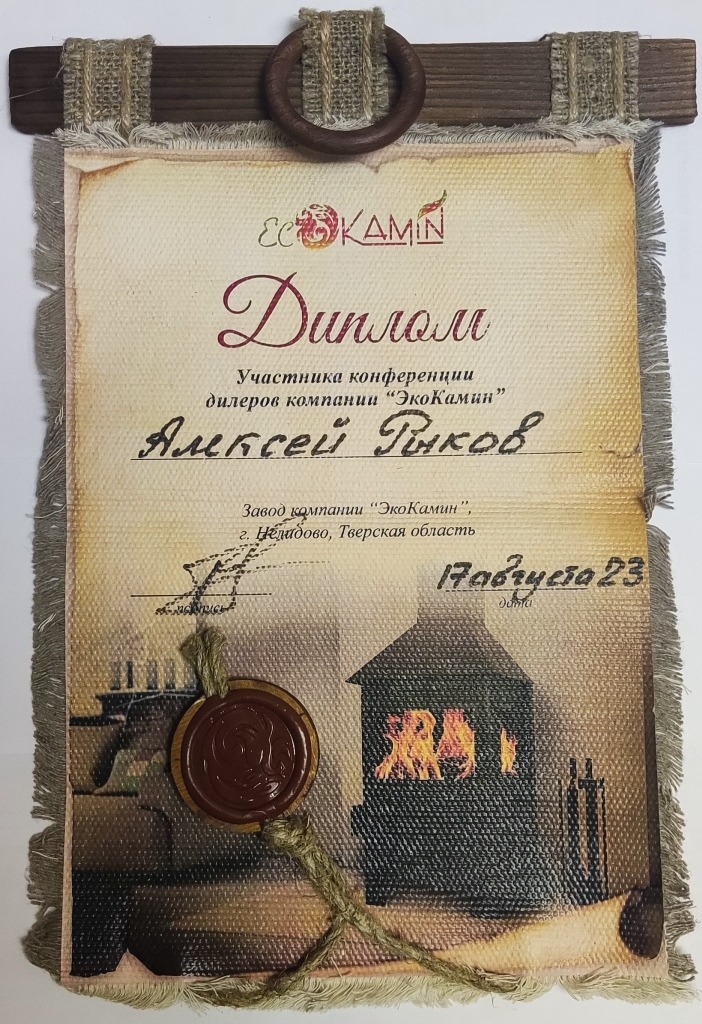 EcOKAMIN
Диплом
Участника конференции
дилеров компании “ЭкоКамин”
Алексей Рыков
Завод компании “ЭкоКамин”,
г. Нелидово, Тверская область
17 августа 23
подпись
дата